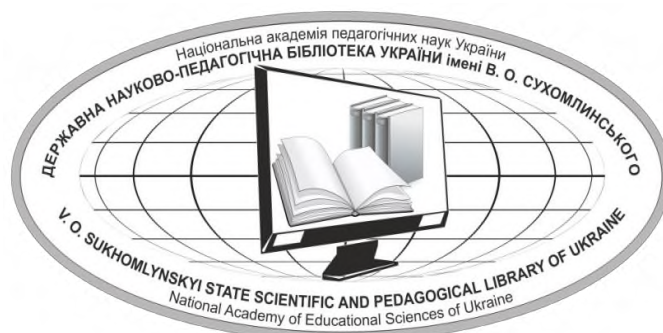 Національна академія педагогічних наук України
ДЕРЖАВНА НАУКОВО-ПЕДАГОГІЧНА БІБЛІОТЕКА УКРАЇНИ імені В. О. СУХОМЛИНСЬКОГО
V. O. SUKHOMLYNSKYI STATE SCIENTIFIC AND PEDAGOGICAL LIBRARY OF UKRAINE
National Academy of Educational Sciences of Ukraine